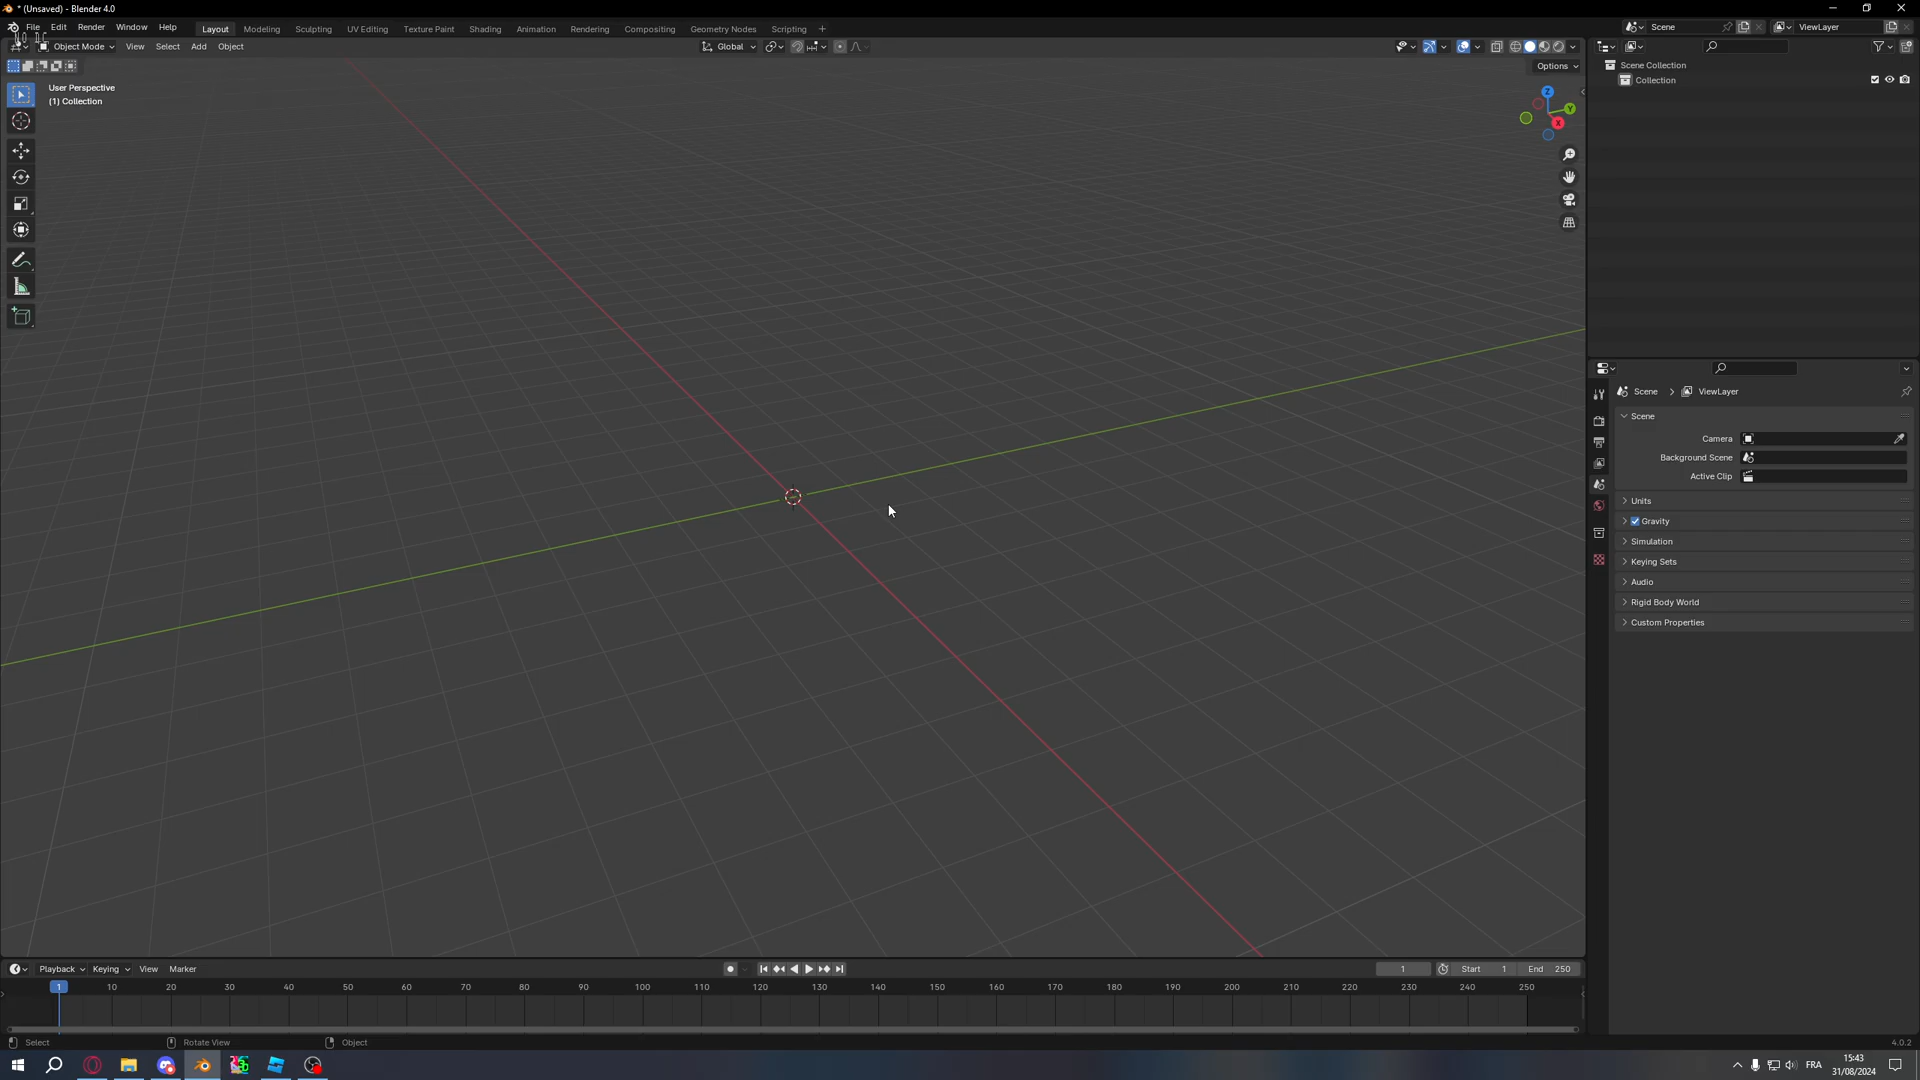 * (Unsaved) - Blender 4.0
File Edit Render Window Help
Layout Modeling Sculpting UV Editing Texture Paint Shading Animation Rendering Compositing Geometry Nodes Scripting +
Scene
ViewLayer
Object Mode View Select Add Object
Global
Options
User Perspective
(1) Collection
Z
Y
X
Scene Collection
Collection
Scene > ViewLayer
Scene
Camera
Background Scene
Active Clip
Units
Gravity
Simulation
Keying Sets
Audio
Rigid Body World
Custom Properties
Playback Keying View Marker
1 Start 1 End 250
1 10 20 30 40 50 60 70 80 90 100 110 120 130 140 150 160 170 180 190 200 210 220 230 240 250
Select Rotate View Object
4.0.2
FRA
15:43
31/08/2024